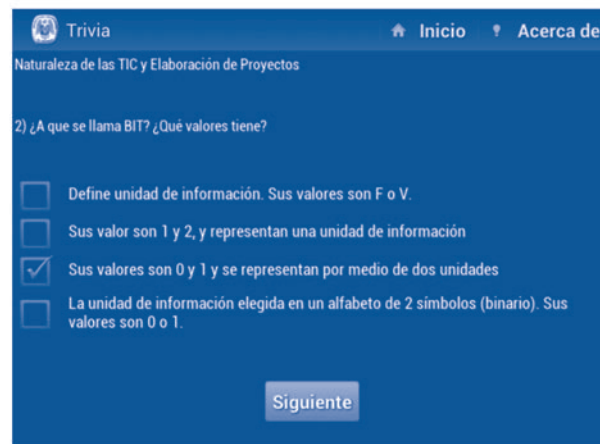 Trivia
Inicio
Acerca de
Naturaleza de las TIC y Elaboración de Proyectos
2) ¿A que se llama BIT? ¿Qué valores tiene?
Define unidad de información. Sus valores son F o V.
Sus valor son 1 y 2, y representan una unidad de información
Sus valores son 0 y 1 y se representan por medio de dos unidades
La unidad de información elegida en un alfabeto de 2 símbolos (binario). Sus
valores son 0 o 1.
Siguiente